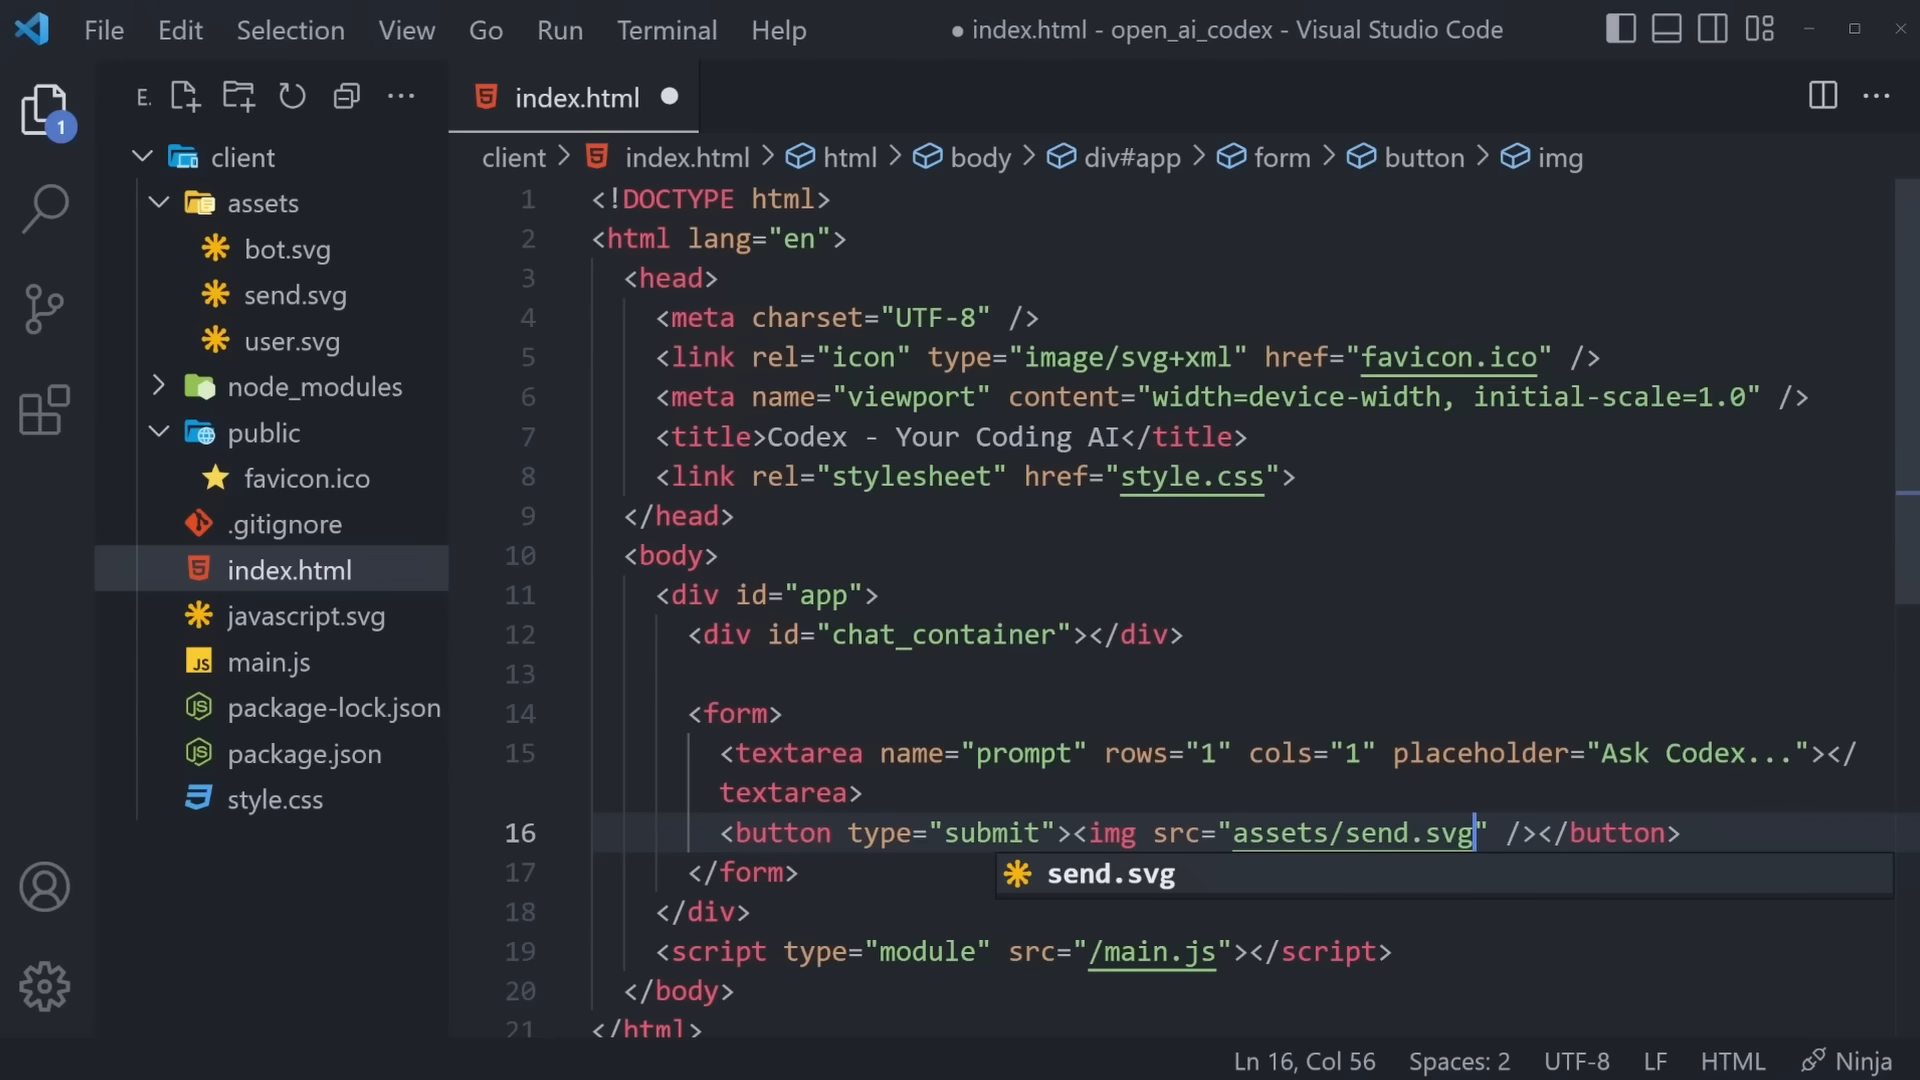 File Edit Selection View Go Run Terminal Help
● index.html - open_ai_codex - Visual Studio Code
1
E.
client
assets
bot.svg
send.svg
user.svg
node_modules
public
favicon.ico
.gitignore
index.html
javascript.svg
main.js
package-lock.json
package.json
style.css
index.html
client > index.html > html > body > div#app > form > button > img
1 <!DOCTYPE html>
2 <html lang="en">
3 <head>
4 <meta charset="UTF-8" />
5 <link rel="icon" type="image/svg+xml" href="favicon.ico" />
6 <meta name="viewport" content="width=device-width, initial-scale=1.0" />
7 <title>Codex - Your Coding AI</title>
8 <link rel="stylesheet" href="style.css">
9 </head>
10 <body>
11 <div id="app">
12 <div id="chat_container"></div>
13
14 <form>
15 <textarea name="prompt" rows="1" cols="1" placeholder="Ask Codex..."></
textarea>
16 <button type="submit"><img src="assets/send.svg" /></button>
17 </form>
send.svg
18 </div>
19 <script type="module" src="/main.js"></script>
20 </body>
21 </html>
Ln 16, Col 56 Spaces: 2 UTF-8 LF HTML Ninja